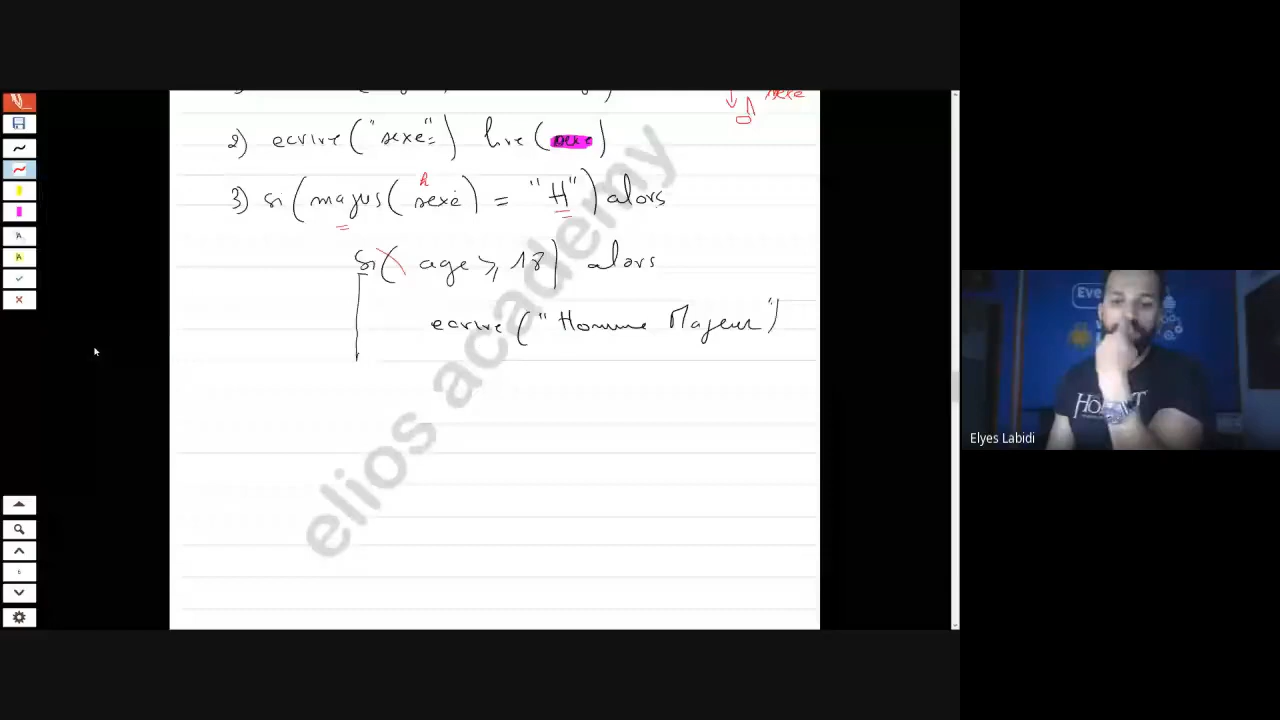 sexe
2) ecrire("sexe=") lire(sexe)
h
3) si(majus(sexe) = "H") alors
si( age ⩾ 18) alors
ecrire("Homme Majeur")
elios academy
Elyes Labidi